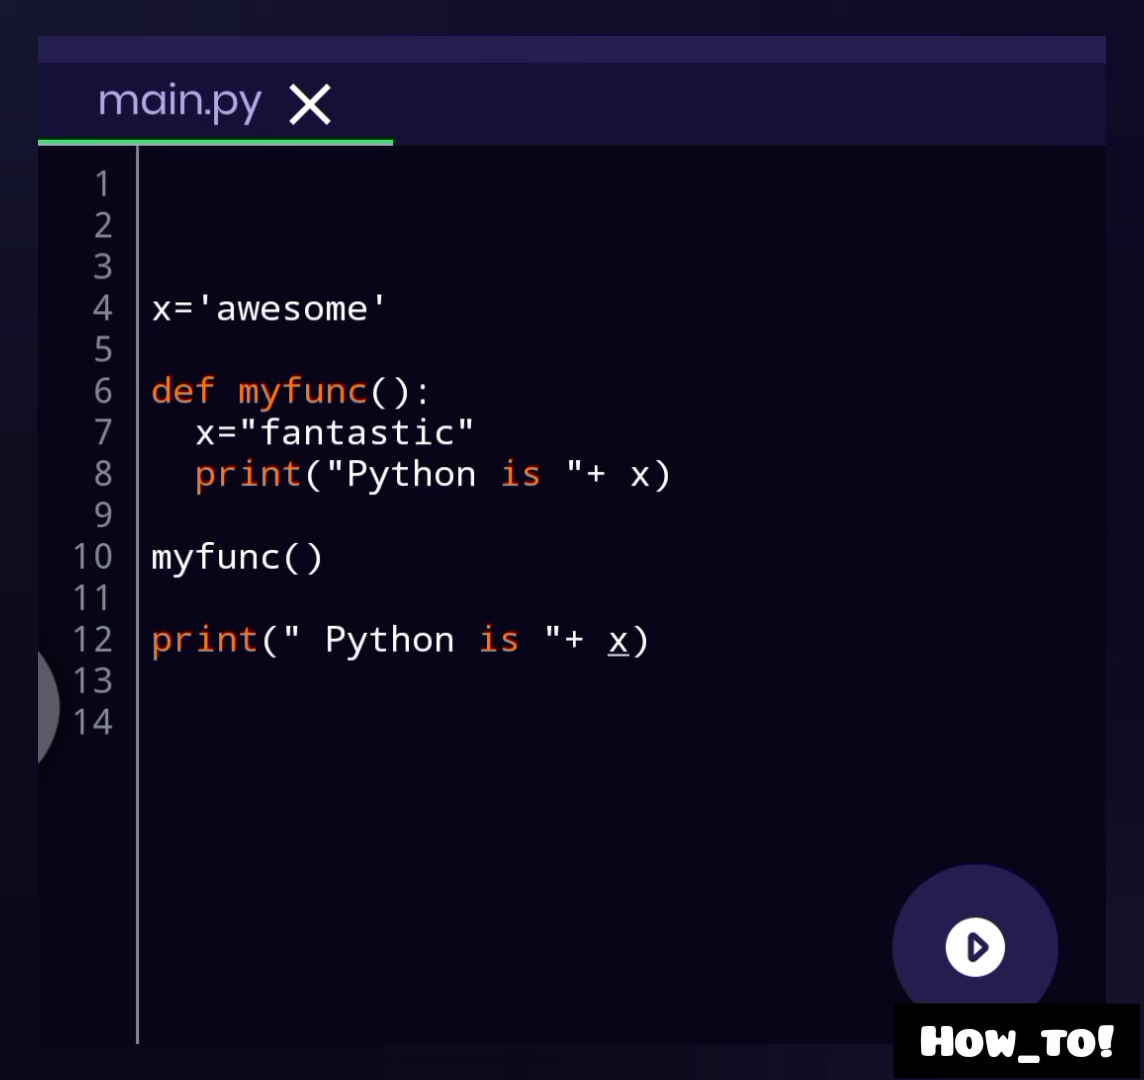 main.py
1
2
3
4 x='awesome'
5
6 def myfunc():
7   x="fantastic"
8   print("Python is "+ x)
9
10 myfunc()
11
12 print(" Python is "+ x)
13
14
How_to!